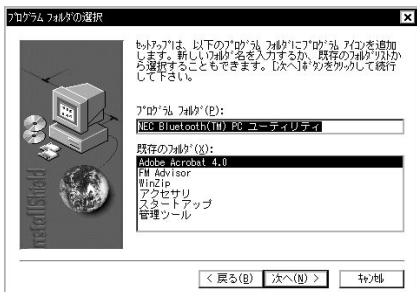 ﾌﾟﾛｸﾞﾗﾑ ﾌｫﾙﾀﾞの選択
ｾｯﾄｱｯﾌﾟは、以下のﾌﾟﾛｸﾞﾗﾑ ﾌｫﾙﾀﾞにﾌﾟﾛｸﾞﾗﾑ ｱｲｺﾝを追加
します。新しいﾌｫﾙﾀﾞ名を入力するか、既存のﾌｫﾙﾀﾞﾘｽﾄか
ら選択することもできます。[次へ]ﾎﾞﾀﾝをｸﾘｯｸして続行
して下さい。
ﾌﾟﾛｸﾞﾗﾑ ﾌｫﾙﾀﾞ(P):
NEC Bluetooth(TM) PC ユーティリティ
既存のﾌｫﾙﾀﾞ(X):
Adobe Acrobat 4.0
FM Advisor
WinZip
アクセサリ
スタートアップ
管理ツール
InstallShield
< 戻る(B)
次へ(N) >
ｷｬﾝｾﾙ